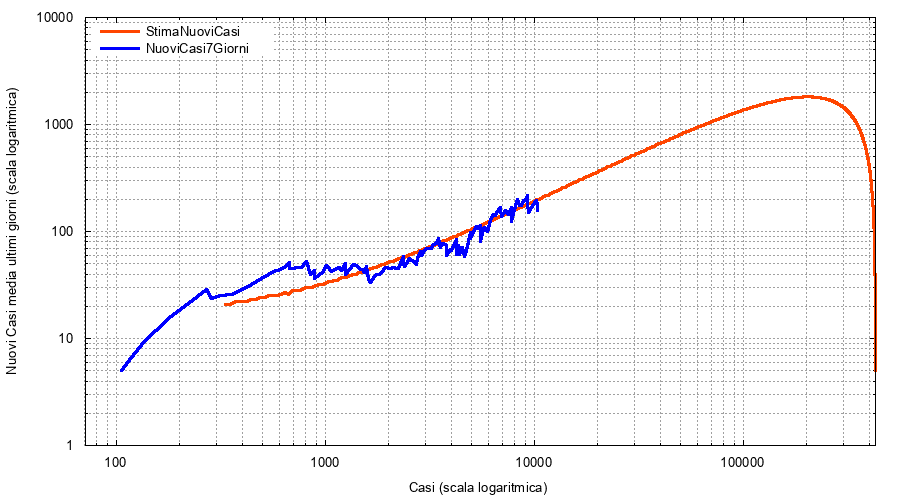 10000
StimaNuoviCasi
NuoviCasi7Giorni
1000
100
10
1
Nuovi Casi media ultimi giorni (scala logaritmica)
100 1000 10000 100000
Casi (scala logaritmica)